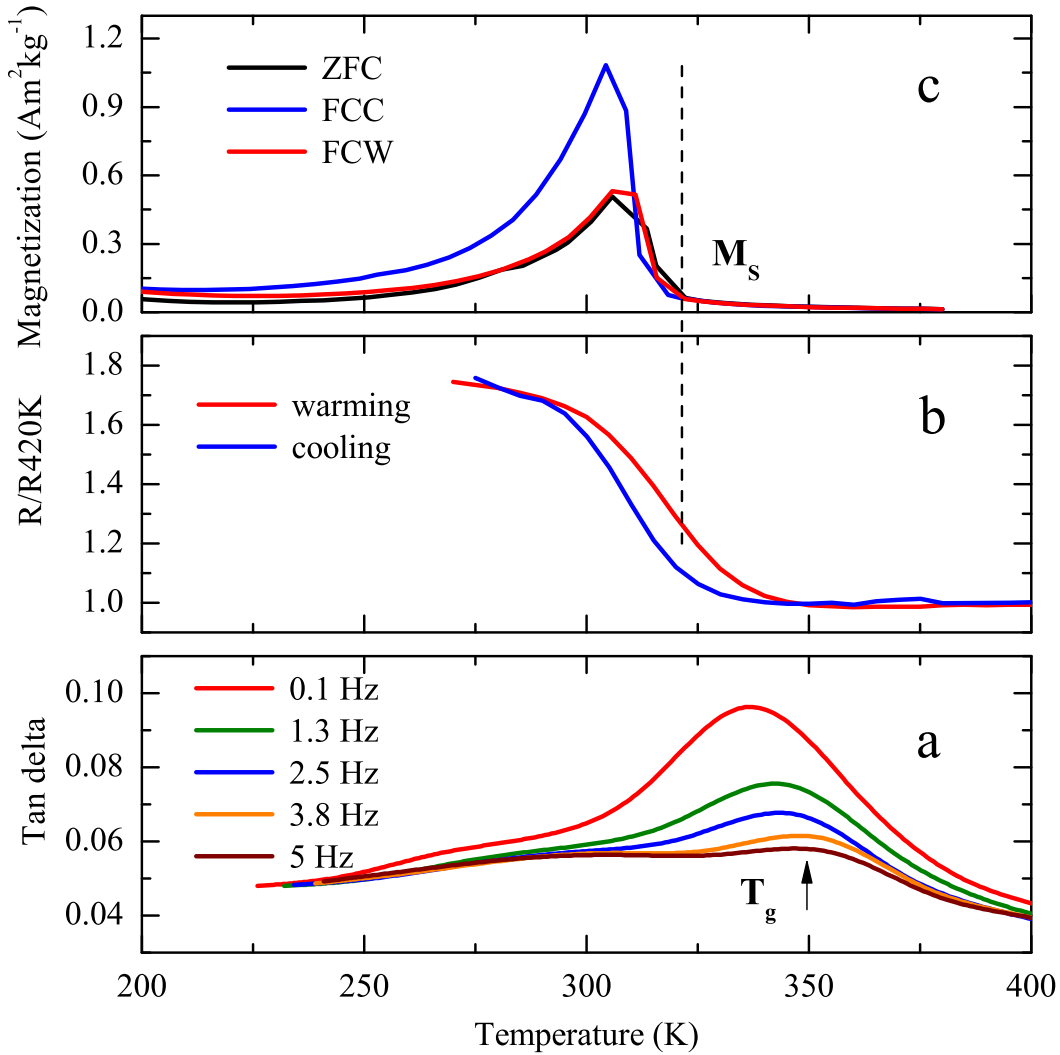 Magnetization (Am²kg⁻¹)
1.2
0.9
0.6
0.3
0.0
ZFC
FCC
FCW
c
M_S
R/R420K
1.8
1.6
1.4
1.2
1.0
warming
cooling
b
Tan delta
0.10
0.08
0.06
0.04
0.1 Hz
1.3 Hz
2.5 Hz
3.8 Hz
5 Hz
a
T_g
200 250 300 350 400
Temperature (K)